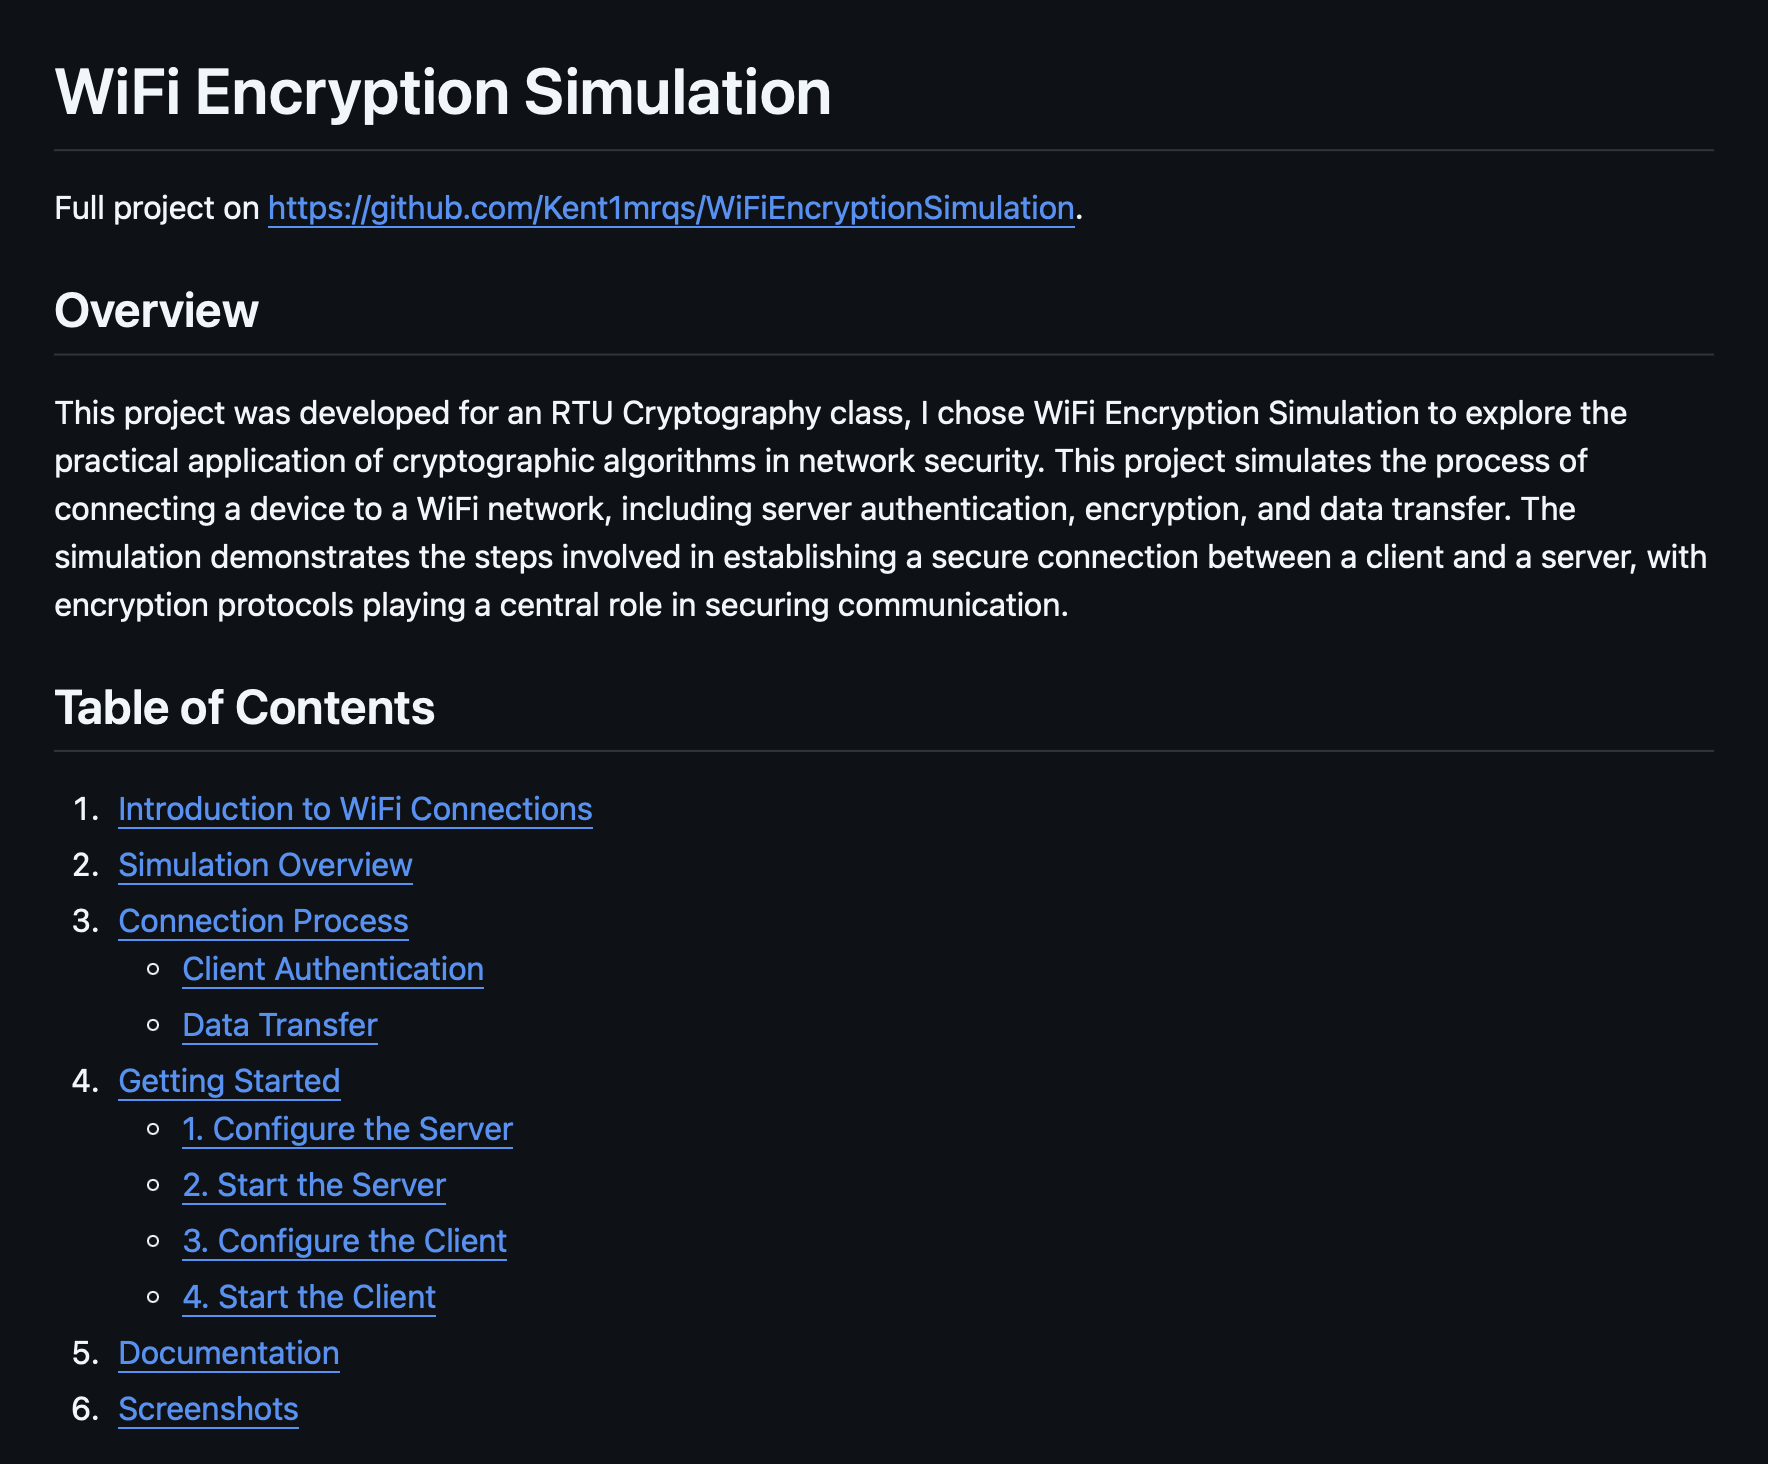 WiFi Encryption Simulation
Full project on https://github.com/Kent1mrqs/WiFiEncryptionSimulation.
Overview
This project was developed for an RTU Cryptography class, I chose WiFi Encryption Simulation to explore the
practical application of cryptographic algorithms in network security. This project simulates the process of
connecting a device to a WiFi network, including server authentication, encryption, and data transfer. The
simulation demonstrates the steps involved in establishing a secure connection between a client and a server, with
encryption protocols playing a central role in securing communication.
Table of Contents
1. Introduction to WiFi Connections
2. Simulation Overview
3. Connection Process
◦ Client Authentication
◦ Data Transfer
4. Getting Started
◦ 1. Configure the Server
◦ 2. Start the Server
◦ 3. Configure the Client
◦ 4. Start the Client
5. Documentation
6. Screenshots